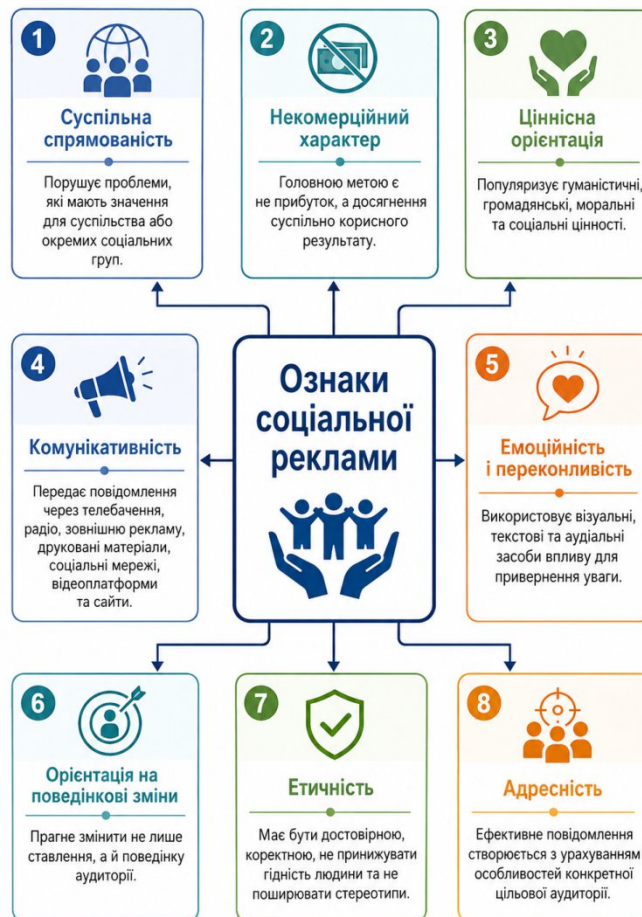 1
Суспільна
спрямованість
Порушує проблеми,
які мають значення
для суспільства або
окремих соціальних
груп.
2
Некомерційний
характер
Головною метою є
не прибуток, а досягнення
суспільно корисного
результату.
3
Ціннісна
орієнтація
Популяризує гуманістичні,
громадянські, моральні
та соціальні цінності.
4
Комунікативність
Передає повідомлення
через телебачення,
радіо, зовнішню рекламу,
друковані матеріали,
соціальні мережі,
відеоплатформи
та сайти.
Ознаки
соціальної
реклами
5
Емоційність
і переконливість
Використовує візуальні,
текстові та аудіальні
засоби впливу для
привернення уваги.
6
Орієнтація на
поведінкові зміни
Прагне змінити не лише
ставлення, а й поведінку
аудиторії.
7
Етичність
Має бути достовірною,
коректною, не принижувати
гідність людини та не
поширювати стереотипи.
8
Адресність
Ефективне повідомлення
створюється з урахуванням
особливостей конкретної
цільової аудиторії.